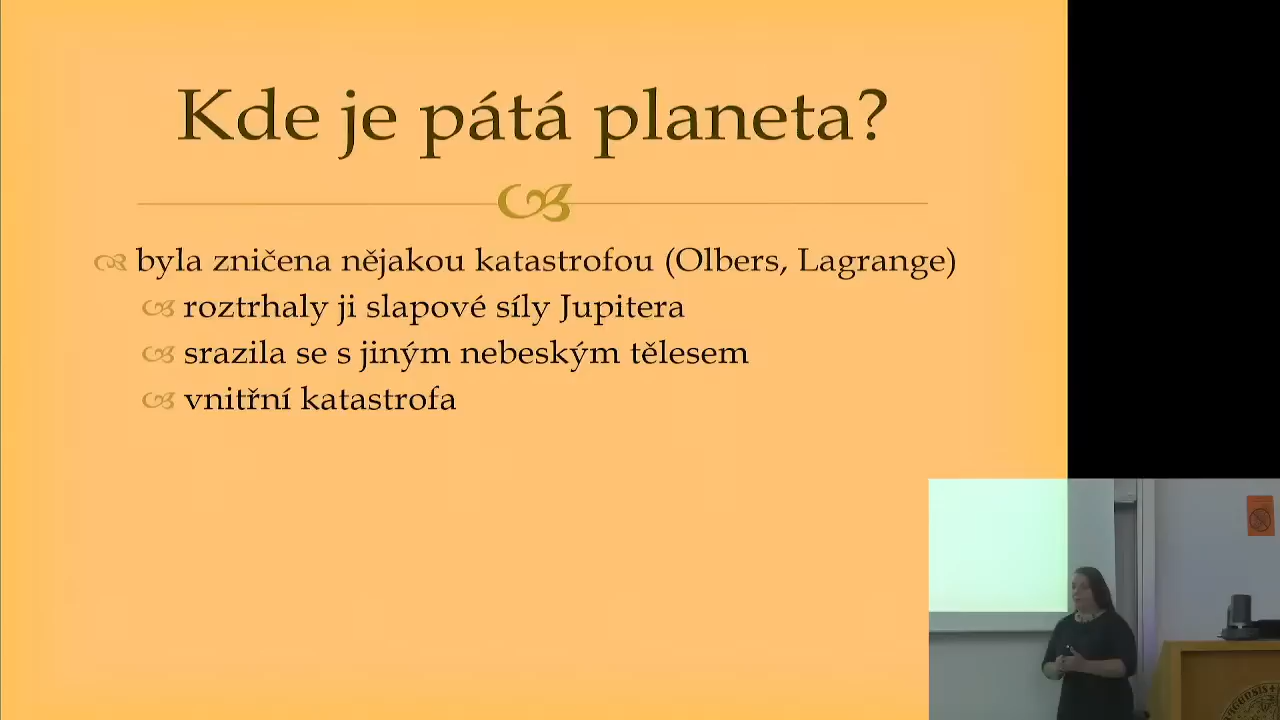 Kde je pátá planeta?
byla zničena nějakou katastrofou (Olbers, Lagrange)
roztrhaly ji slapové síly Jupitera
srazila se s jiným nebeským tělesem
vnitřní katastrofa